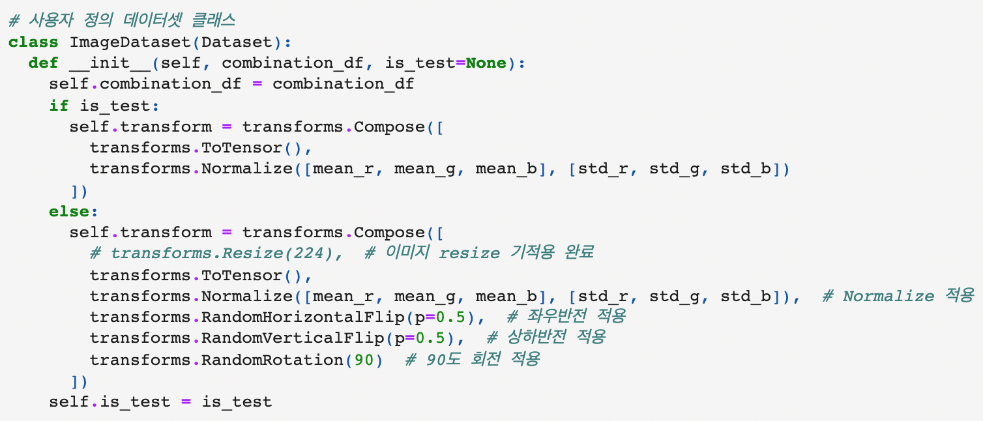 # 사용자 정의 데이터셋 클래스
class ImageDataset(Dataset):
  def __init__(self, combination_df, is_test=None):
    self.combination_df = combination_df
    if is_test:
      self.transform = transforms.Compose([
        transforms.ToTensor(),
        transforms.Normalize([mean_r, mean_g, mean_b], [std_r, std_g, std_b])
      ])
    else:
      self.transform = transforms.Compose([
        # transforms.Resize(224),  # 이미지 resize 기적용 완료
        transforms.ToTensor(),
        transforms.Normalize([mean_r, mean_g, mean_b], [std_r, std_g, std_b]),  # Normalize 적용
        transforms.RandomHorizontalFlip(p=0.5),  # 좌우반전 적용
        transforms.RandomVerticalFlip(p=0.5),  # 상하반전 적용
        transforms.RandomRotation(90)  # 90도 회전 적용
      ])
    self.is_test = is_test